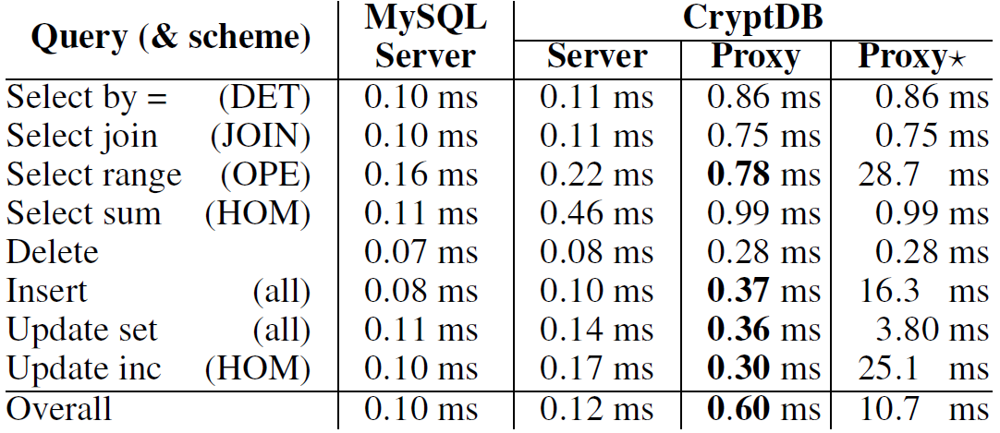 MySQL CryptDB
Query (& scheme) Server Server Proxy Proxy⋆
Select by = (DET) 0.10 ms 0.11 ms 0.86 ms 0.86 ms
Select join (JOIN) 0.10 ms 0.11 ms 0.75 ms 0.75 ms
Select range (OPE) 0.16 ms 0.22 ms 0.78 ms 28.7 ms
Select sum (HOM) 0.11 ms 0.46 ms 0.99 ms 0.99 ms
Delete 0.07 ms 0.08 ms 0.28 ms 0.28 ms
Insert (all) 0.08 ms 0.10 ms 0.37 ms 16.3 ms
Update set (all) 0.11 ms 0.14 ms 0.36 ms 3.80 ms
Update inc (HOM) 0.10 ms 0.17 ms 0.30 ms 25.1 ms
Overall 0.10 ms 0.12 ms 0.60 ms 10.7 ms